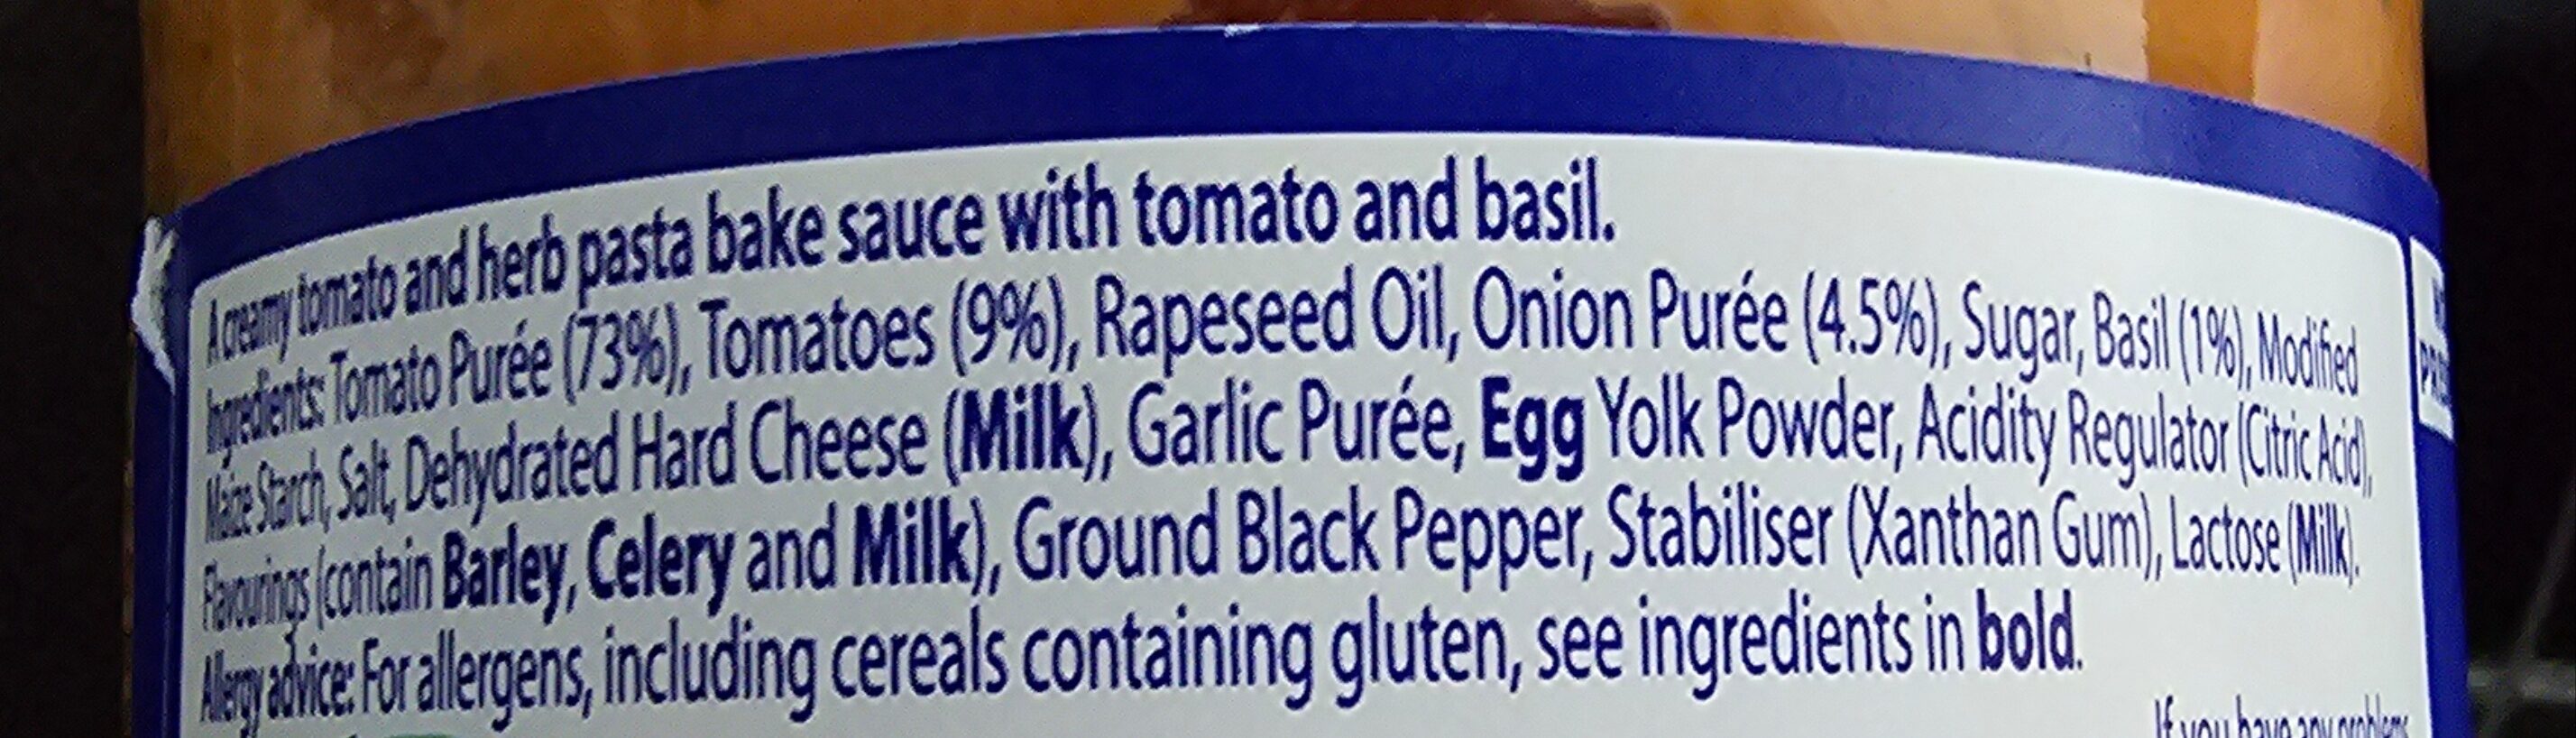 A creamy tomato and herb pasta bake sauce with tomato and basil.
Ingredients: Tomato Purée (73%), Tomatoes (9%), Rapeseed Oil, Onion Purée (4.5%), Sugar, Basil (1%), Modified
Maize Starch, Salt, Dehydrated Hard Cheese (Milk), Garlic Purée, Egg Yolk Powder, Acidity Regulator (Citric Acid),
Flavourings (contain Barley, Celery and Milk), Ground Black Pepper, Stabiliser (Xanthan Gum), Lactose (Milk).
Allergy advice: For allergens, including cereals containing gluten, see ingredients in bold.
If you have any problems